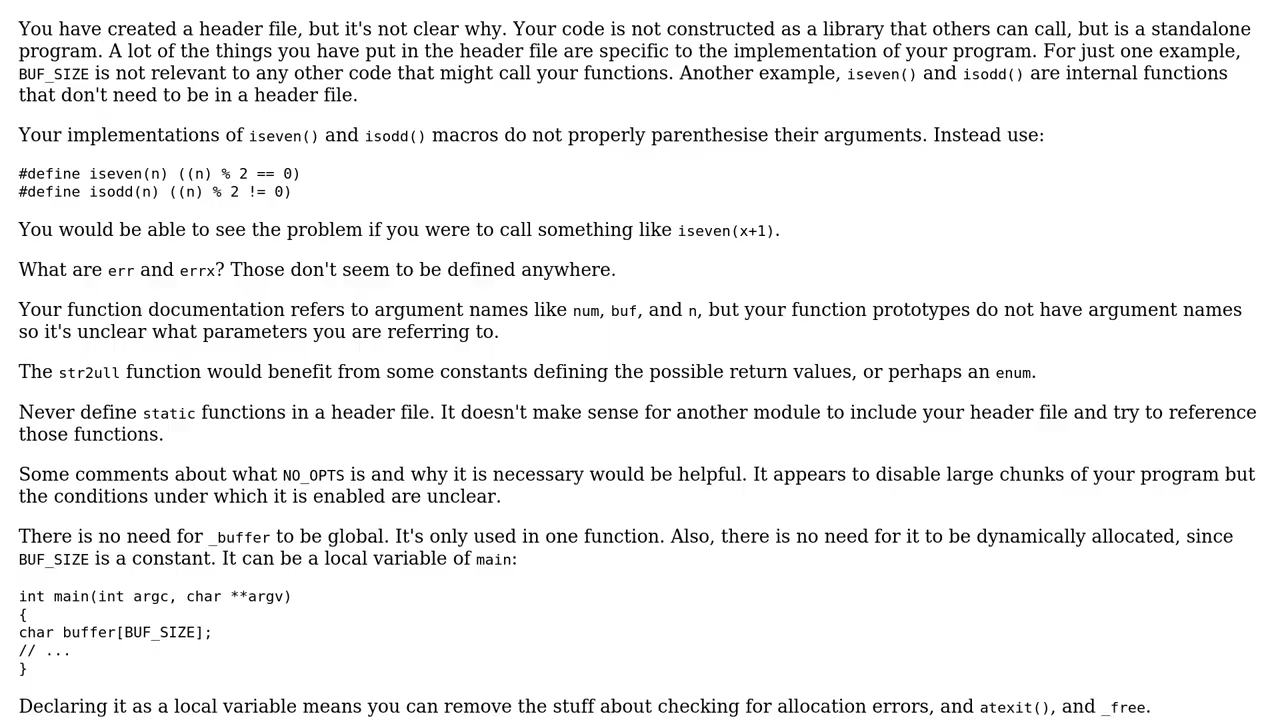 You have created a header file, but it's not clear why. Your code is not constructed as a library that others can call, but is a standalone
program. A lot of the things you have put in the header file are specific to the implementation of your program. For just one example,
BUF_SIZE is not relevant to any other code that might call your functions. Another example, iseven() and isodd() are internal functions
that don't need to be in a header file.
Your implementations of iseven() and isodd() macros do not properly parenthesise their arguments. Instead use:
#define iseven(n) ((n) % 2 == 0)
#define isodd(n) ((n) % 2 != 0)
You would be able to see the problem if you were to call something like iseven(x+1).
What are err and errx? Those don't seem to be defined anywhere.
Your function documentation refers to argument names like num, buf, and n, but your function prototypes do not have argument names
so it's unclear what parameters you are referring to.
The str2ull function would benefit from some constants defining the possible return values, or perhaps an enum.
Never define static functions in a header file. It doesn't make sense for another module to include your header file and try to reference
those functions.
Some comments about what NO_OPTS is and why it is necessary would be helpful. It appears to disable large chunks of your program but
the conditions under which it is enabled are unclear.
There is no need for _buffer to be global. It's only used in one function. Also, there is no need for it to be dynamically allocated, since
BUF_SIZE is a constant. It can be a local variable of main:
int main(int argc, char **argv)
{
char buffer[BUF_SIZE];
// ...
}
Declaring it as a local variable means you can remove the stuff about checking for allocation errors, and atexit(), and _free.